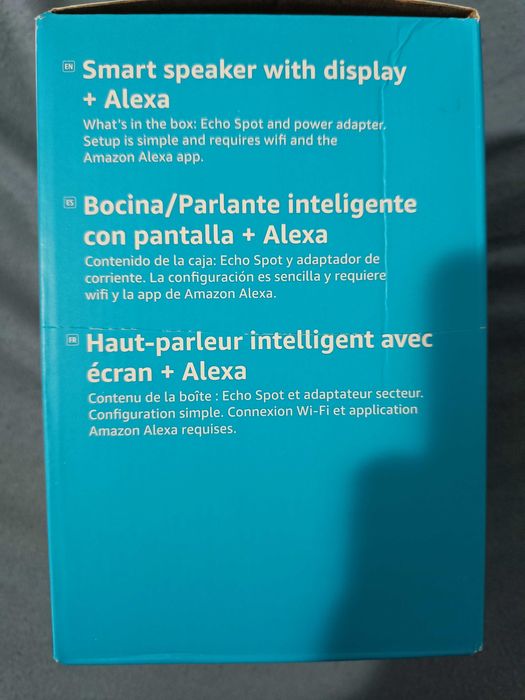 EN Smart speaker with display
+ Alexa
What's in the box: Echo Spot and power adapter.
Setup is simple and requires wifi and the
Amazon Alexa app.
ES Bocina/Parlante inteligente
con pantalla + Alexa
Contenido de la caja: Echo Spot y adaptador de
corriente. La configuración es sencilla y requiere
wifi y la app de Amazon Alexa.
FR Haut-parleur intelligent avec
écran + Alexa
Contenu de la boîte : Echo Spot et adaptateur secteur.
Configuration simple. Connexion Wi-Fi et application
Amazon Alexa requises.